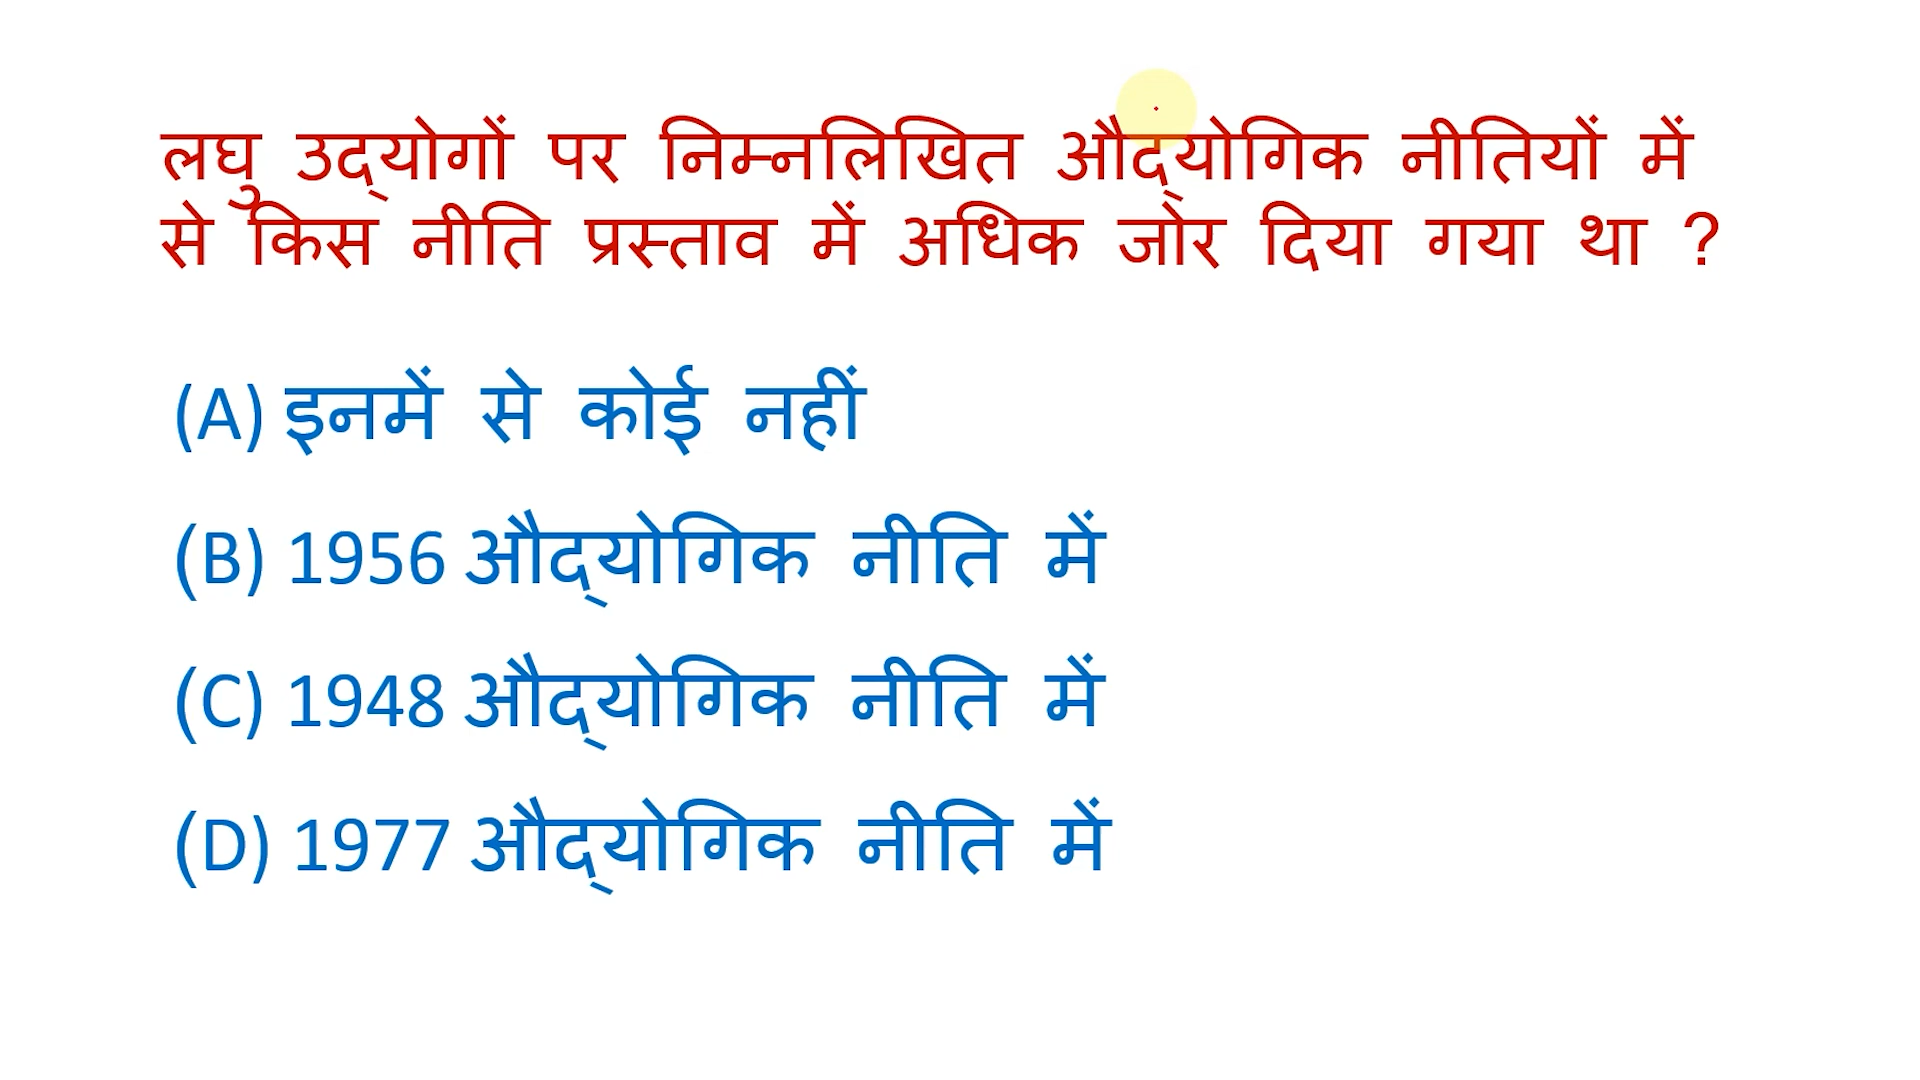 लघु उद्योगों पर निम्नलिखित औद्योगिक नीतियों में
से किस नीति प्रस्ताव में अधिक जोर दिया गया था ?
(A) इनमें से कोई नहीं
(B) 1956 औद्योगिक नीति में
(C) 1948 औद्योगिक नीति में
(D) 1977 औद्योगिक नीति में